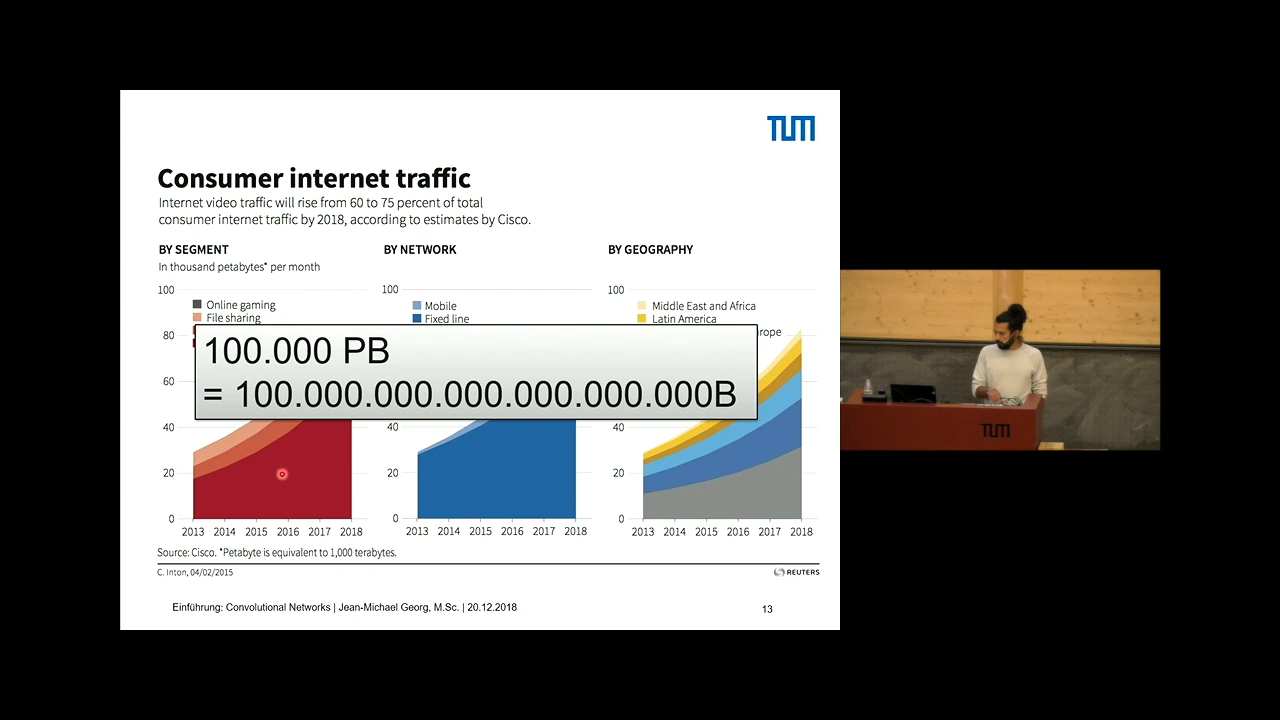 TUM
Consumer internet traffic
Internet video traffic will rise from 60 to 75 percent of total
consumer internet traffic by 2018, according to estimates by Cisco.
BY SEGMENT
In thousand petabytes* per month
100
80
60
40
20
0
Online gaming
File sharing
2013 2014 2015 2016 2017 2018
BY NETWORK
100
40
20
0
Mobile
Fixed line
2013 2014 2015 2016 2017 2018
BY GEOGRAPHY
100
40
20
0
Middle East and Africa
Latin America
urope
2013 2014 2015 2016 2017 2018
100.000 PB
= 100.000.000.000.000.000.000B
Source: Cisco. *Petabyte is equivalent to 1,000 terabytes.
C. Inton, 04/02/2015
REUTERS
Einführung: Convolutional Networks | Jean-Michael Georg, M.Sc. | 20.12.2018
13
TUM